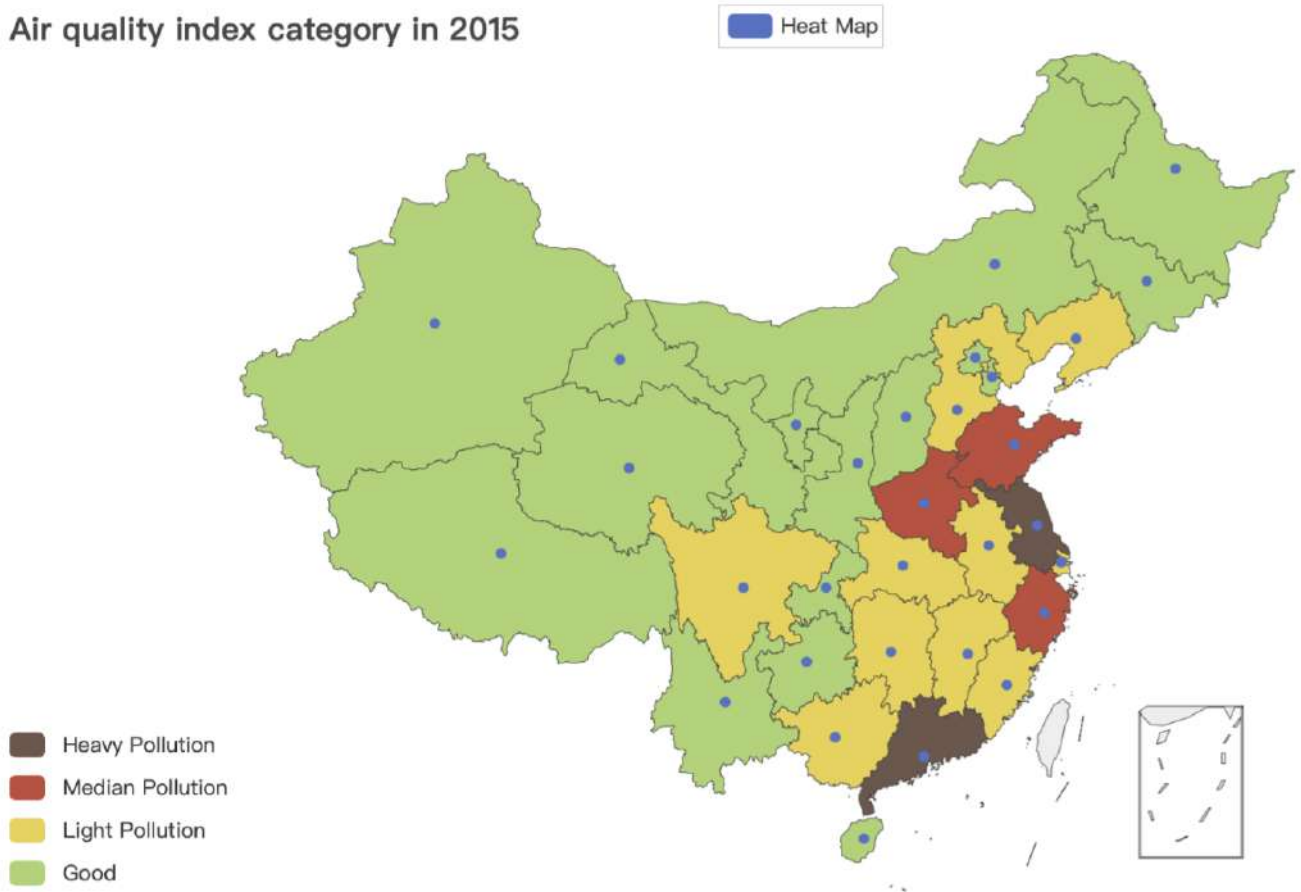 Air quality index category in 2015
Heat Map
Heavy Pollution
Median Pollution
Light Pollution
Good